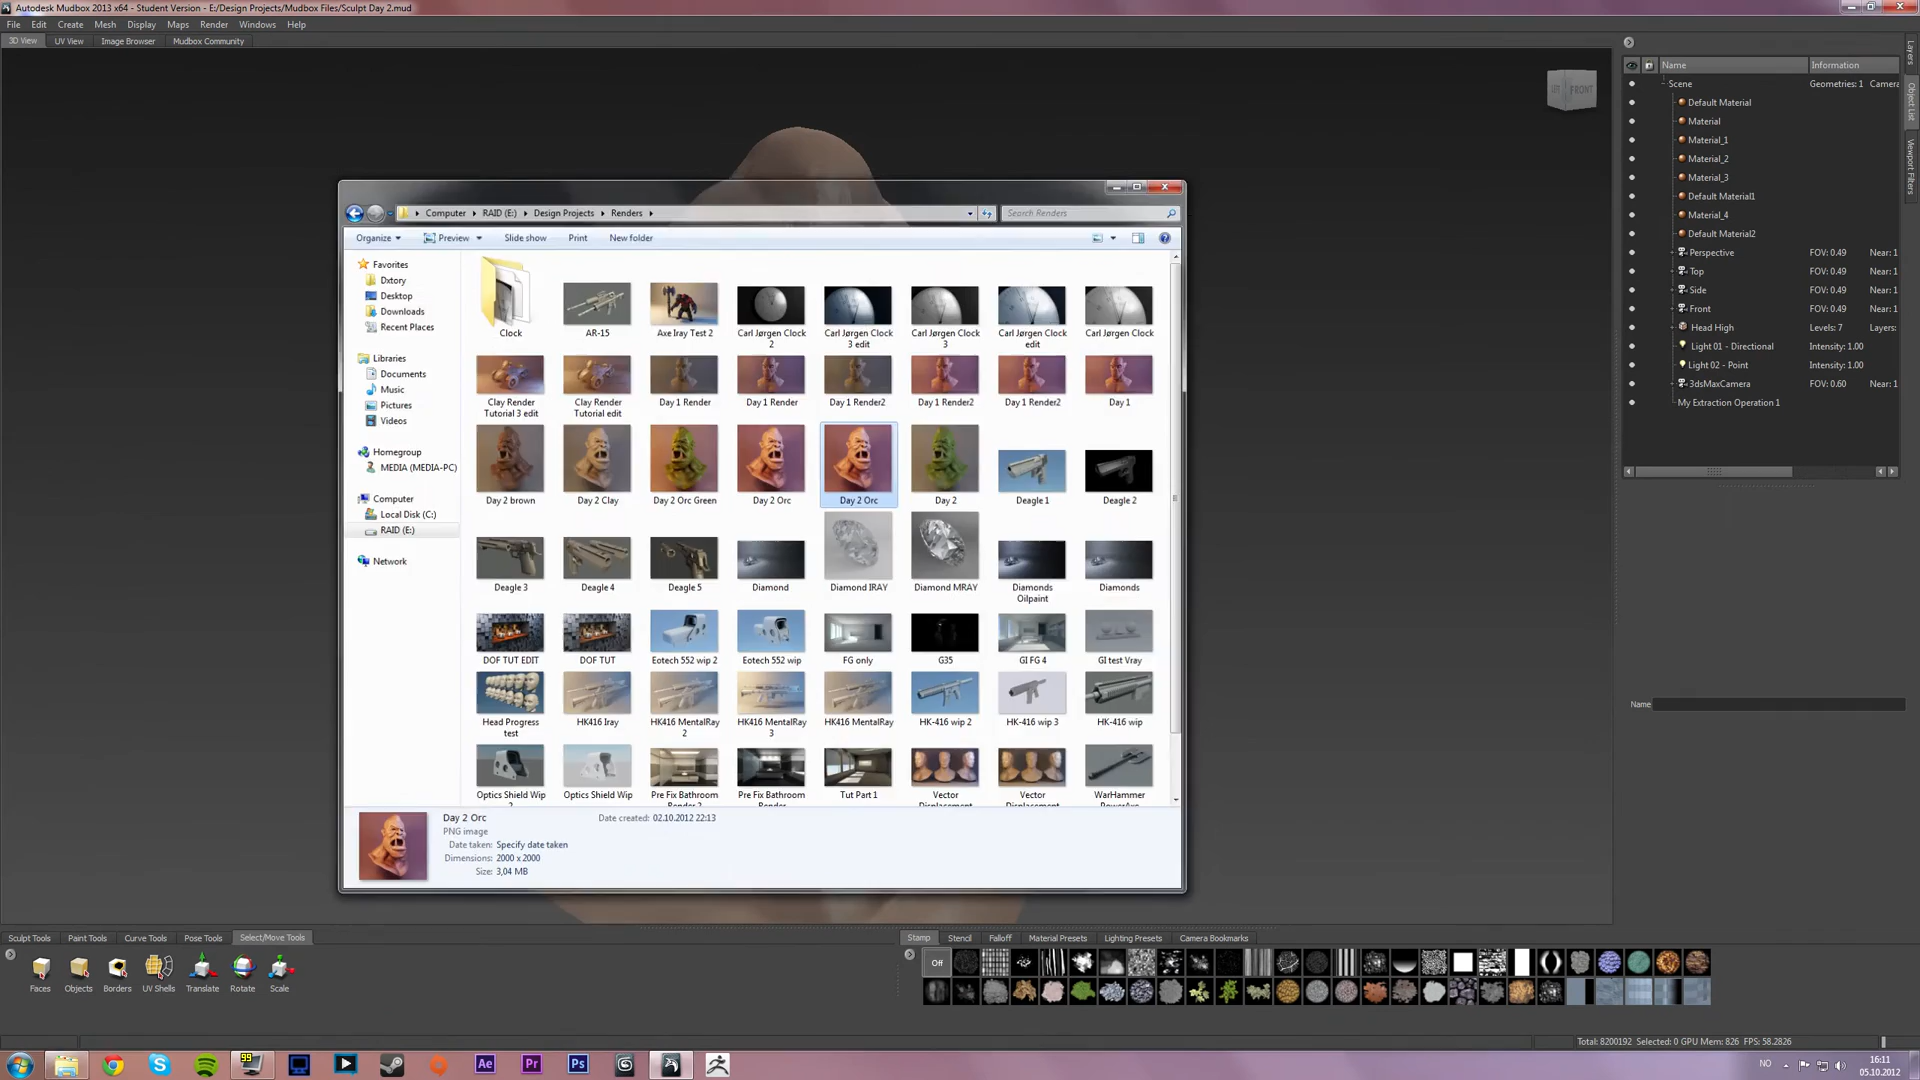 Autodesk Mudbox 2013 x64 - Student Version - E:/Design Projects/Mudbox Files/Sculpt Day 2.mud
File Edit Create Mesh Display Maps Render Windows Help
3D View UV View Image Browser Mudbox Community
FRONT
Name Information
Scene Geometries: 1 Camera
Default Material
Material
Material_1
Material_2
Material_3
Default Material1
Material_4
Default Material2
Perspective FOV: 0.49 Near: 1
Top FOV: 0.49 Near: 1
Side FOV: 0.49 Near: 1
Front FOV: 0.49 Near: 1
Head High Levels: 7 Layers:
Light 01 - Directional Intensity: 1.00
Light 02 - Point Intensity: 1.00
3dsMaxCamera FOV: 0.60 Near: 1
My Extraction Operation 1
Layers
Object List
Viewport Filters
Name
Computer RAID (E:) Design Projects Renders
Search Renders
Organize Preview Slide show Print New folder
Favorites
Dxtory
Desktop
Downloads
Recent Places
Libraries
Documents
Music
Pictures
Videos
Homegroup
MEDIA (MEDIA-PC)
Computer
Local Disk (C:)
RAID (E:)
Network
Clock AR-15 Axe Iray Test 2 Carl Jørgen Clock 2 Carl Jørgen Clock 3 edit Carl Jørgen Clock 3 Carl Jørgen Clock edit Carl Jørgen Clock
Clay Render Tutorial 3 edit Clay Render Tutorial edit Day 1 Render Day 1 Render Day 1 Render2 Day 1 Render2 Day 1 Render2 Day 1
Day 2 brown Day 2 Clay Day 2 Orc Green Day 2 Orc Day 2 Orc Day 2 Deagle 1 Deagle 2
Deagle 3 Deagle 4 Deagle 5 Diamond Diamond IRAY Diamond MRAY Diamonds Oilpaint Diamonds
DOF TUT EDIT DOF TUT Eotech 552 wip 2 Eotech 552 wip FG only G35 GI FG 4 GI test Vray
Head Progress test HK416 Iray HK416 MentalRay 2 HK416 MentalRay 3 HK416 MentalRay HK-416 wip 2 HK-416 wip 3 HK-416 wip
Optics Shield Wip 2 Optics Shield Wip Pre Fix Bathroom Render 2 Pre Fix Bathroom Render Tut Part 1 Vector Displacement Vector Displacement WarHammer PowerAxe
Day 2 Orc Date created: 02.10.2012 22:13
PNG image
Date taken: Specify date taken
Dimensions: 2000 x 2000
Size: 3,04 MB
Sculpt Tools Paint Tools Curve Tools Pose Tools Select/Move Tools
Faces Objects Borders UV Shells Translate Rotate Scale
Stamp Stencil Falloff Material Presets Lighting Presets Camera Bookmarks
Off
Total: 8200192 Selected: 0 GPU Mem: 826 FPS: 58.2826
99 Ae Pr Ps
NO
16:11
05.10.2012